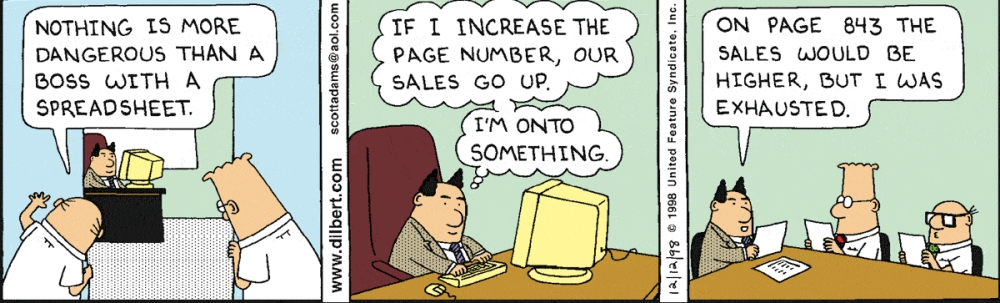 NOTHING IS MORE
DANGEROUS THAN A
BOSS WITH A
SPREADSHEET.
www.dilbert.com
scottadams@aol.com
IF I INCREASE THE
PAGE NUMBER, OUR
SALES GO UP.
I'M ONTO
SOMETHING.
12/12/98 © 1998 United Feature Syndicate, Inc.
ON PAGE 843 THE
SALES WOULD BE
HIGHER, BUT I WAS
EXHAUSTED.